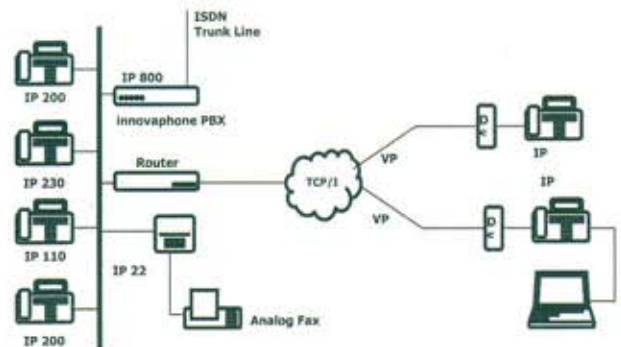 ISDN
Trunk Line
IP 200
IP 800
innovaphone PBX
IP 230
Router
TCP/I
VP
VP
IP
IP
IP 110
IP 22
Analog Fax
IP 200